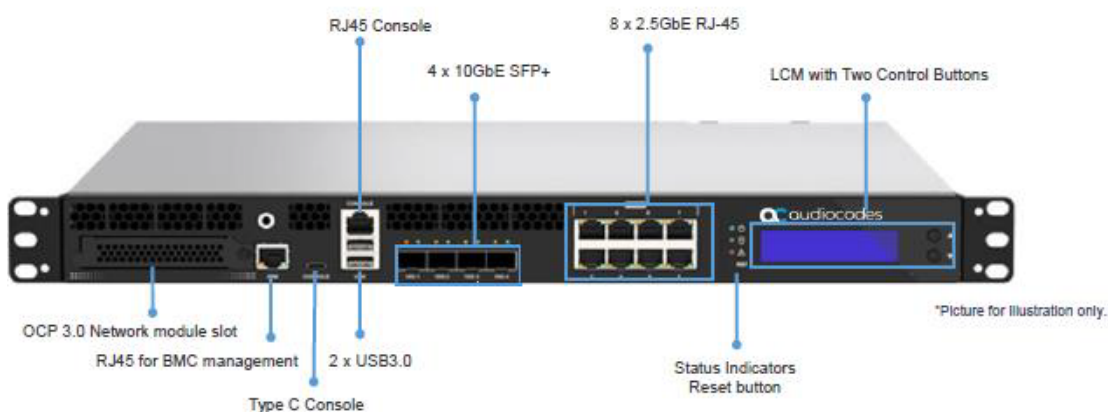 RJ45 Console
8 x 2.5GbE RJ-45
4 x 10GbE SFP+
LCM with Two Control Buttons
CONSOLE
audiocodes
CONSOLE
*Picture for illustration only.
OCP 3.0 Network module slot
RJ45 for BMC management
2 x USB3.0
Status Indicators
Reset button
Type C Console